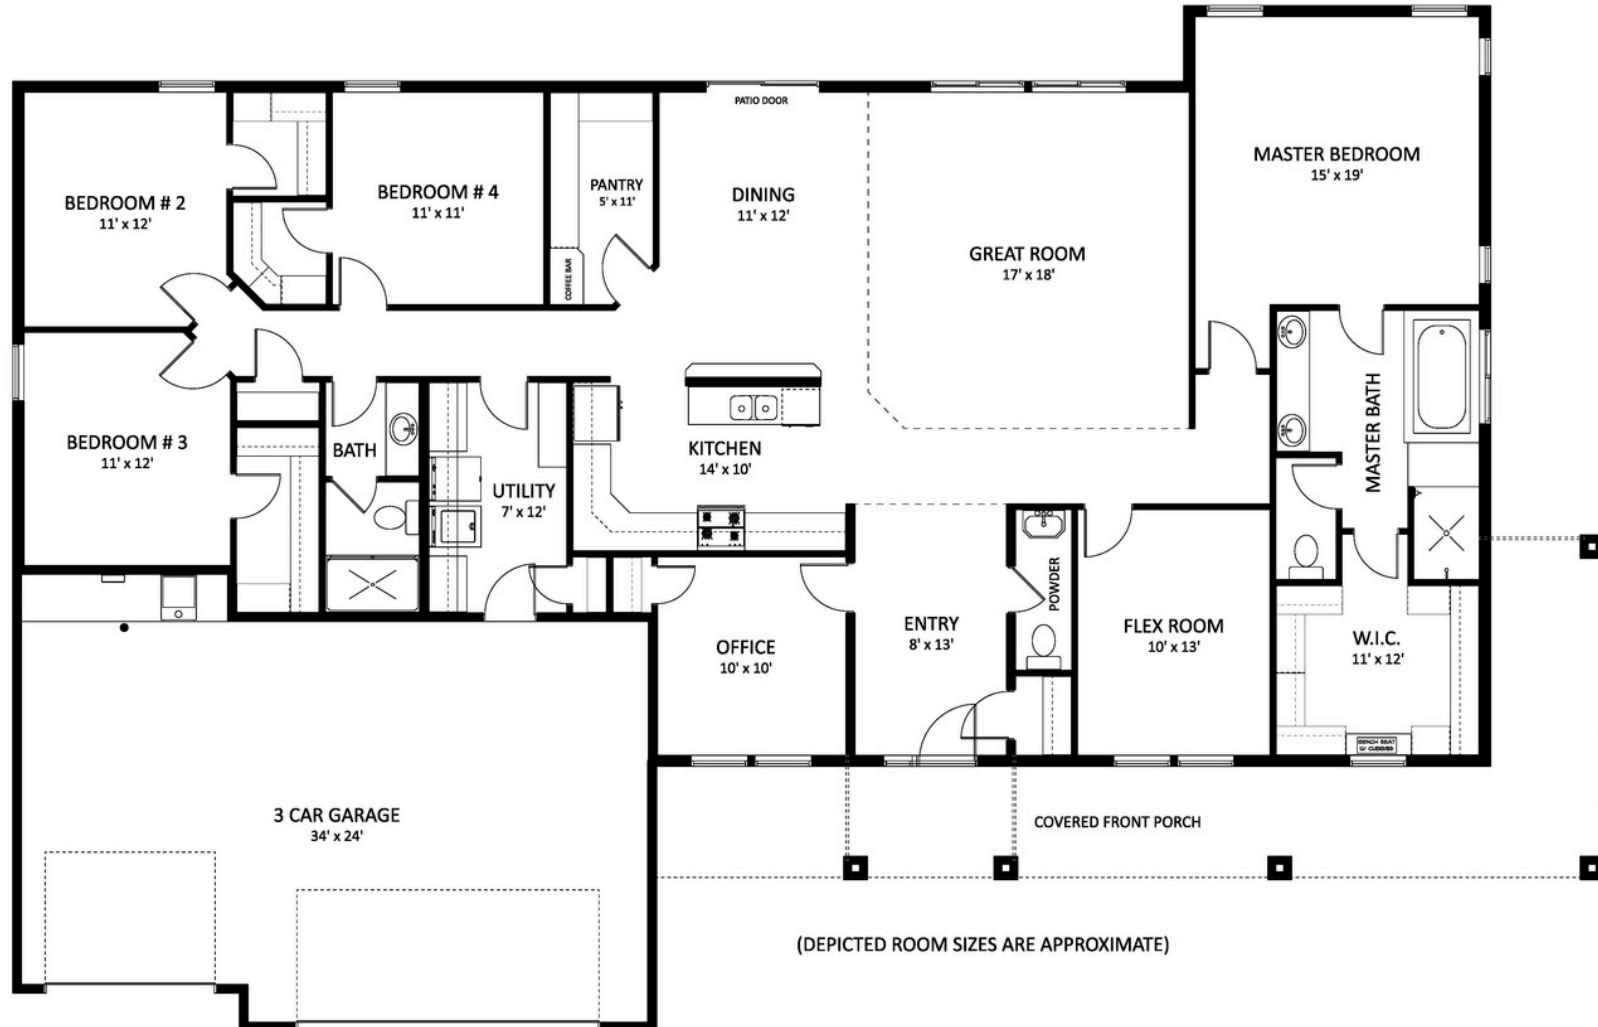 PATIO DOOR
MASTER BEDROOM
15' x 19'
BEDROOM # 2
11' x 12'
BEDROOM # 4
11' x 11'
PANTRY
5' x 11'
DINING
11' x 12'
GREAT ROOM
17' x 18'
COFFEE BAR
BEDROOM # 3
11' x 12'
BATH
UTILITY
7' x 12'
KITCHEN
14' x 10'
MASTER BATH
OFFICE
10' x 10'
ENTRY
8' x 13'
POWDER
FLEX ROOM
10' x 13'
W.I.C.
11' x 12'
BENCH SEAT
W/ CUBBIES
3 CAR GARAGE
34' x 24'
COVERED FRONT PORCH
(DEPICTED ROOM SIZES ARE APPROXIMATE)